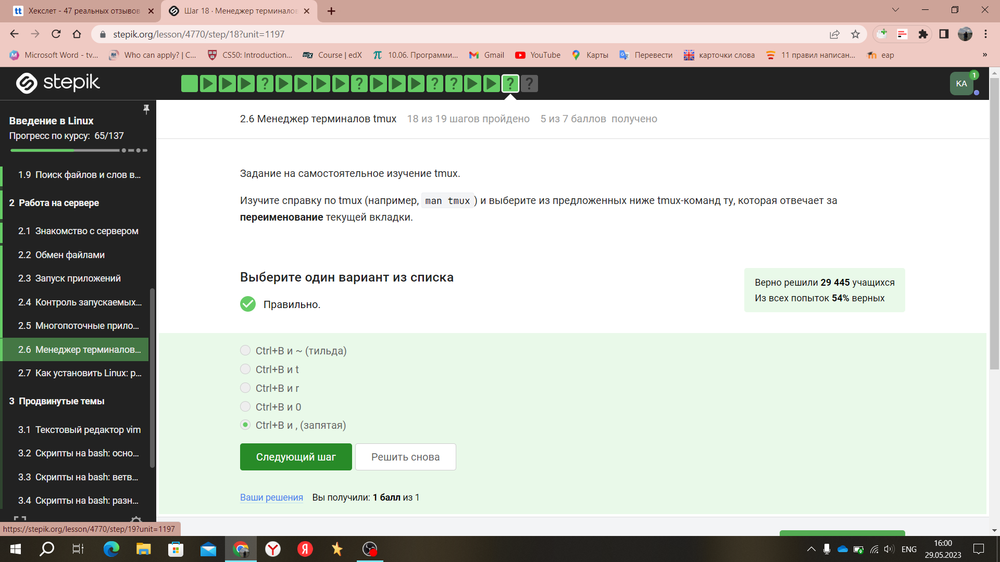 Хекслет - 47 реальных отзывов
Шаг 18 · Менеджер терминалов
stepik.org/lesson/4770/step/18?unit=1197
Microsoft Word - tv...
Who can apply? | C...
CS50: Introduction...
edX
Course | edX
10.06. Программи...
Gmail
YouTube
Карты
Перевести
карточки слова
11 правил написан...
eap
»
stepik
? ? ? ? ? ?
KA
1
Введение в Linux
Прогресс по курсу: 65/137
1.9 Поиск файлов и слов в...
2 Работа на сервере
2.1 Знакомство с сервером
2.2 Обмен файлами
2.3 Запуск приложений
2.4 Контроль запускаемых...
2.5 Многопоточные прило...
2.6 Менеджер терминалов...
2.7 Как установить Linux: р...
3 Продвинутые темы
3.1 Текстовый редактор vim
3.2 Скрипты на bash: осно...
3.3 Скрипты на bash: ветв...
3.4 Скрипты на bash: разн...
2.6 Менеджер терминалов tmux 18 из 19 шагов пройдено 5 из 7 баллов получено
Задание на самостоятельное изучение tmux.
Изучите справку по tmux (например, man tmux ) и выберите из предложенных ниже tmux-команд ту, которая отвечает за
переименование текущей вкладки.
Выберите один вариант из списка
Правильно.
Верно решили 29 445 учащихся
Из всех попыток 54% верных
Ctrl+B и ~ (тильда)
Ctrl+B и t
Ctrl+B и r
Ctrl+B и 0
Ctrl+B и , (запятая)
Следующий шаг
Решить снова
Ваши решения Вы получили: 1 балл из 1
https://stepik.org/lesson/4770/step/19?unit=1197
ENG
16:00
29.05.2023